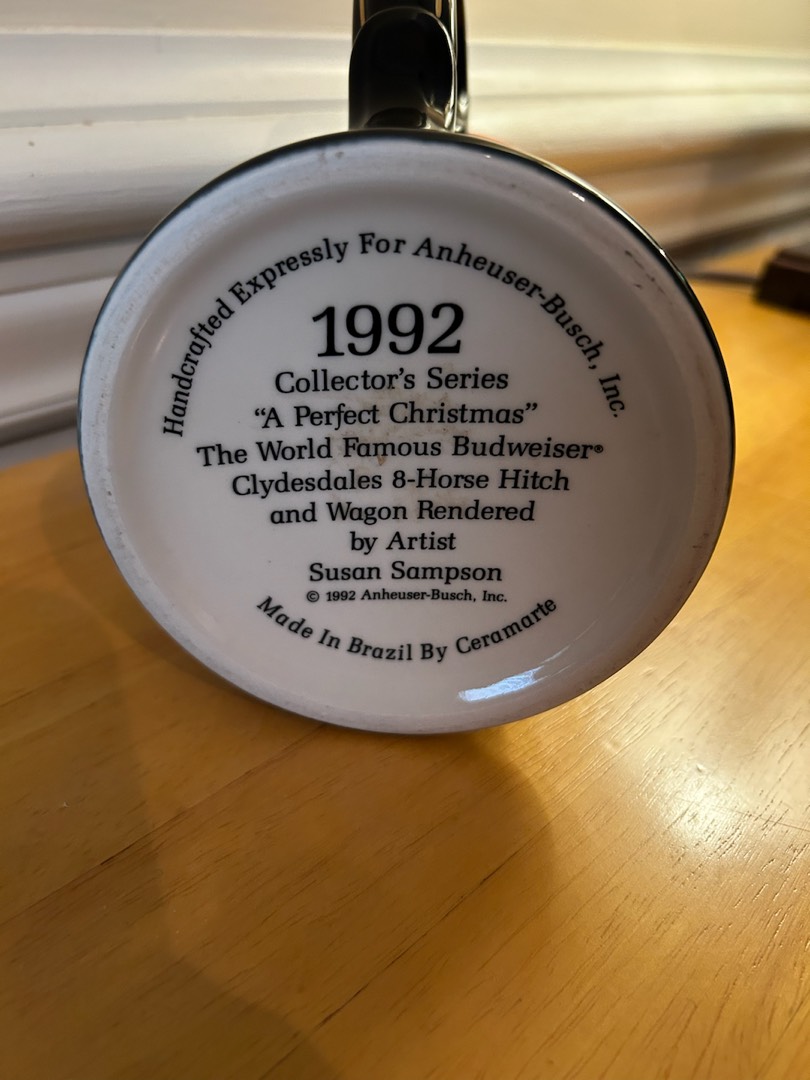 Handcrafted Expressly For Anheuser-Busch, Inc.
1992
Collector's Series
“A Perfect Christmas”
The World Famous Budweiser®
Clydesdales 8-Horse Hitch
and Wagon Rendered
by Artist
Susan Sampson
© 1992 Anheuser-Busch, Inc.
Made In Brazil By Ceramarte